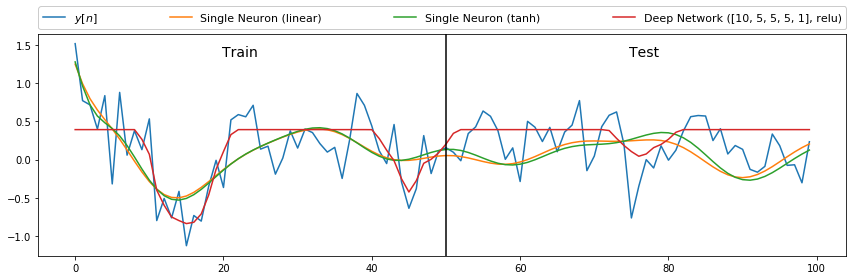 y[n] Single Neuron (linear) Single Neuron (tanh) Deep Network ([10, 5, 5, 5, 1], relu)
Train Test
1.5
1.0
0.5
0.0
−0.5
−1.0
0 20 40 60 80 100